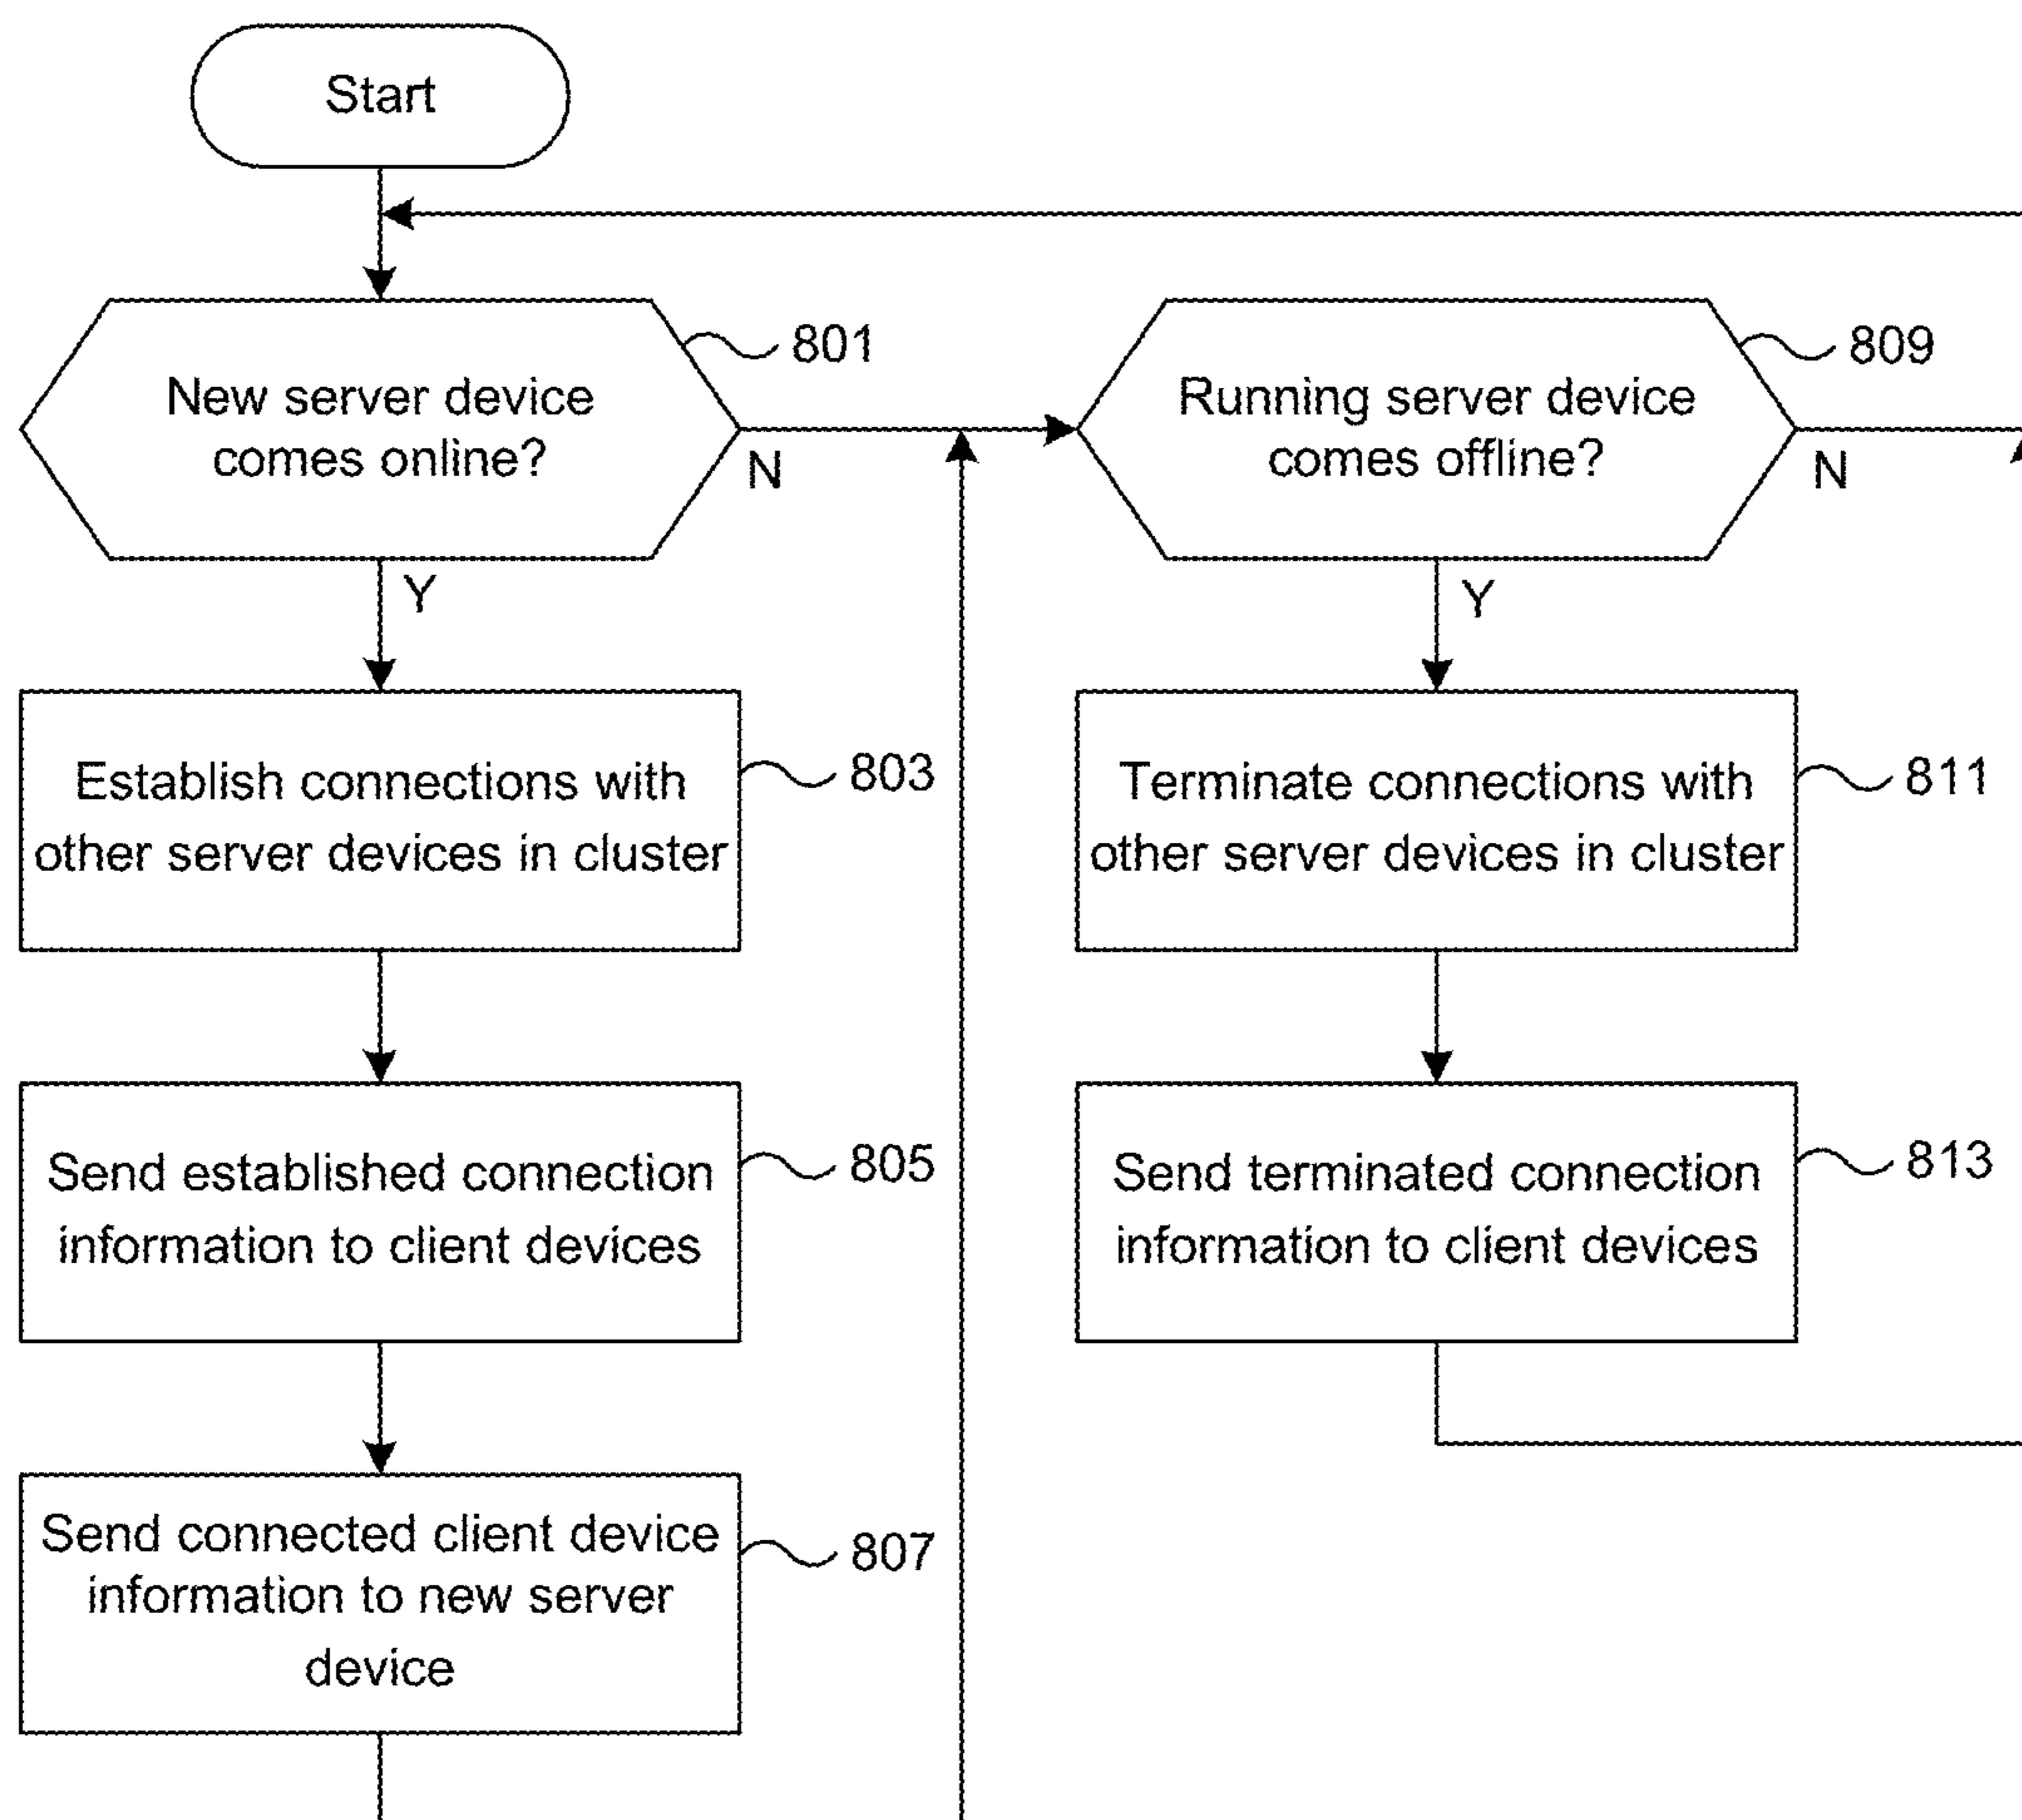 Start
New server device
comes online?
801
N
Y
Establish connections with
other server devices in cluster
803
Send established connection
information to client devices
805
Send connected client device
information to new server
device
807
Running server device
comes offline?
809
N
Y
Terminate connections with
other server devices in cluster
811
Send terminated connection
information to client devices
813